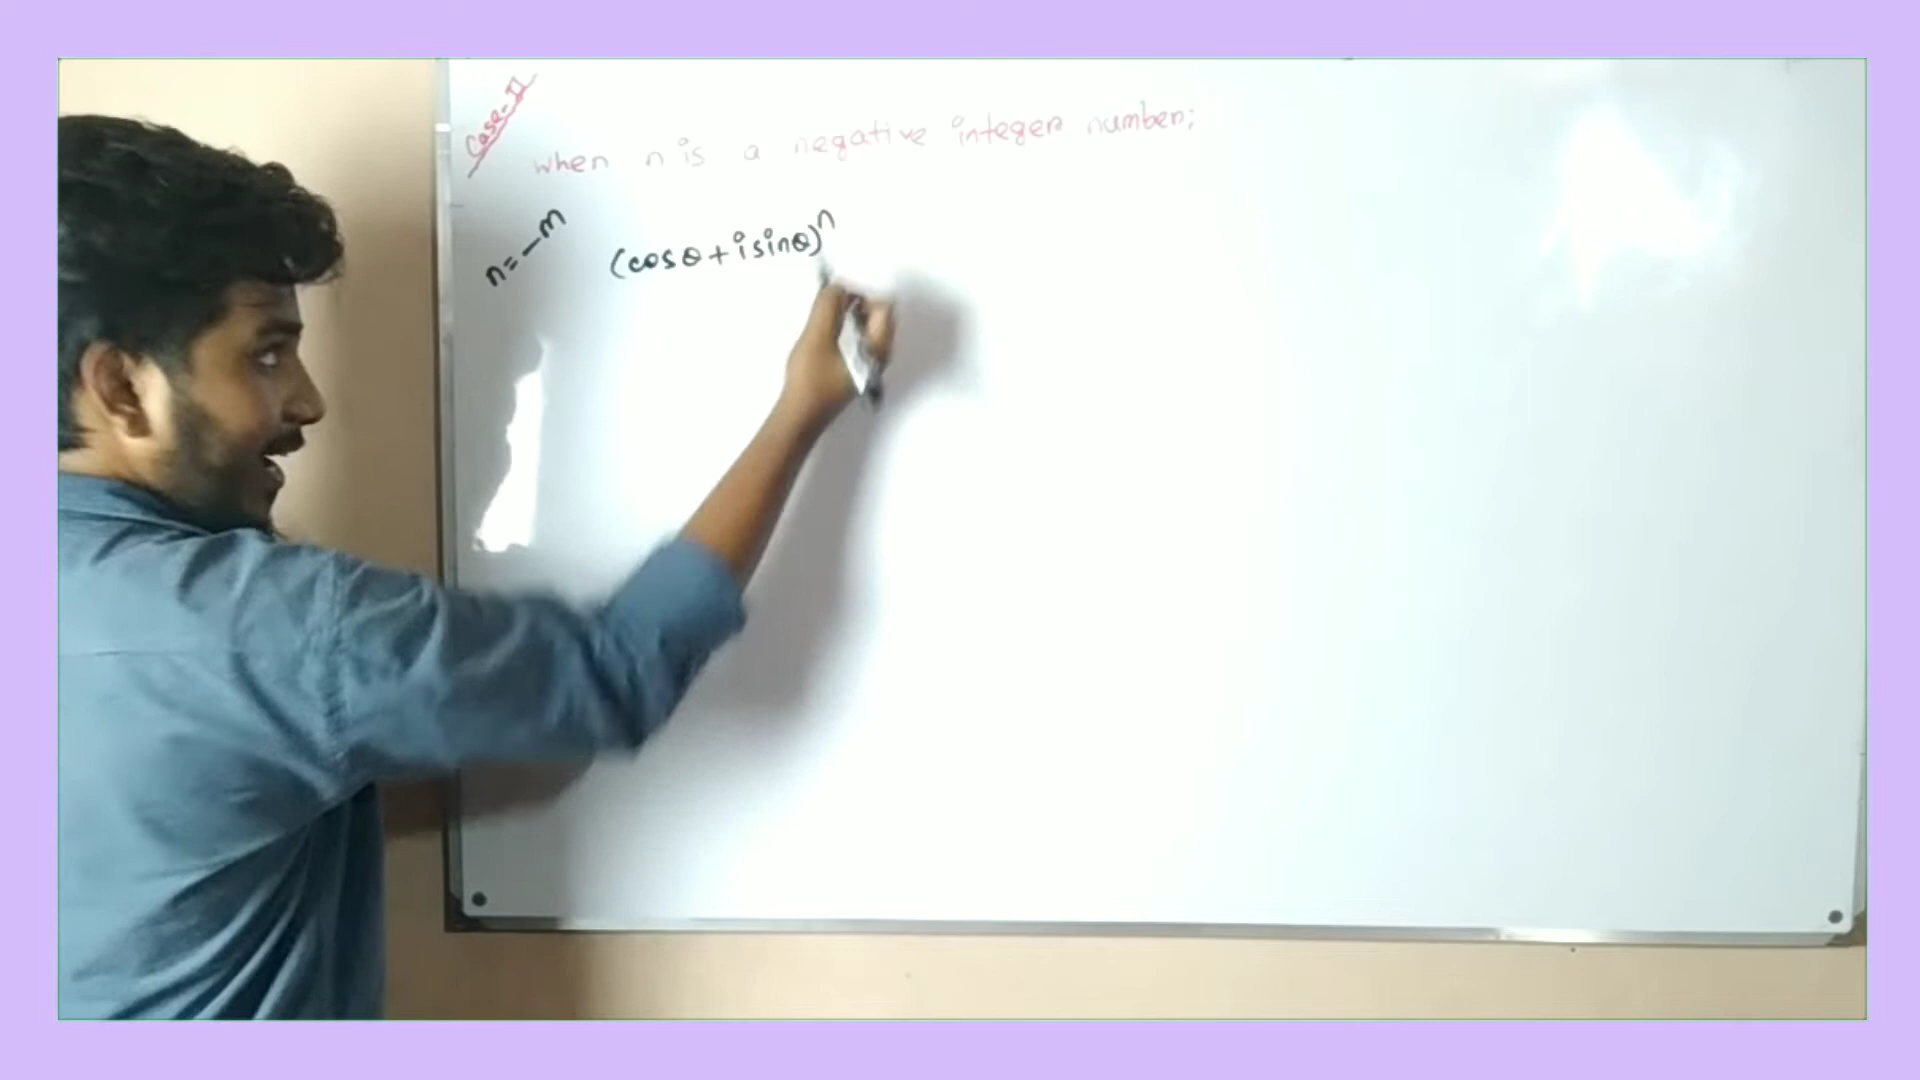 Case-II
when n is a negative integer number;
n=-m
(cosθ+isinθ)^n